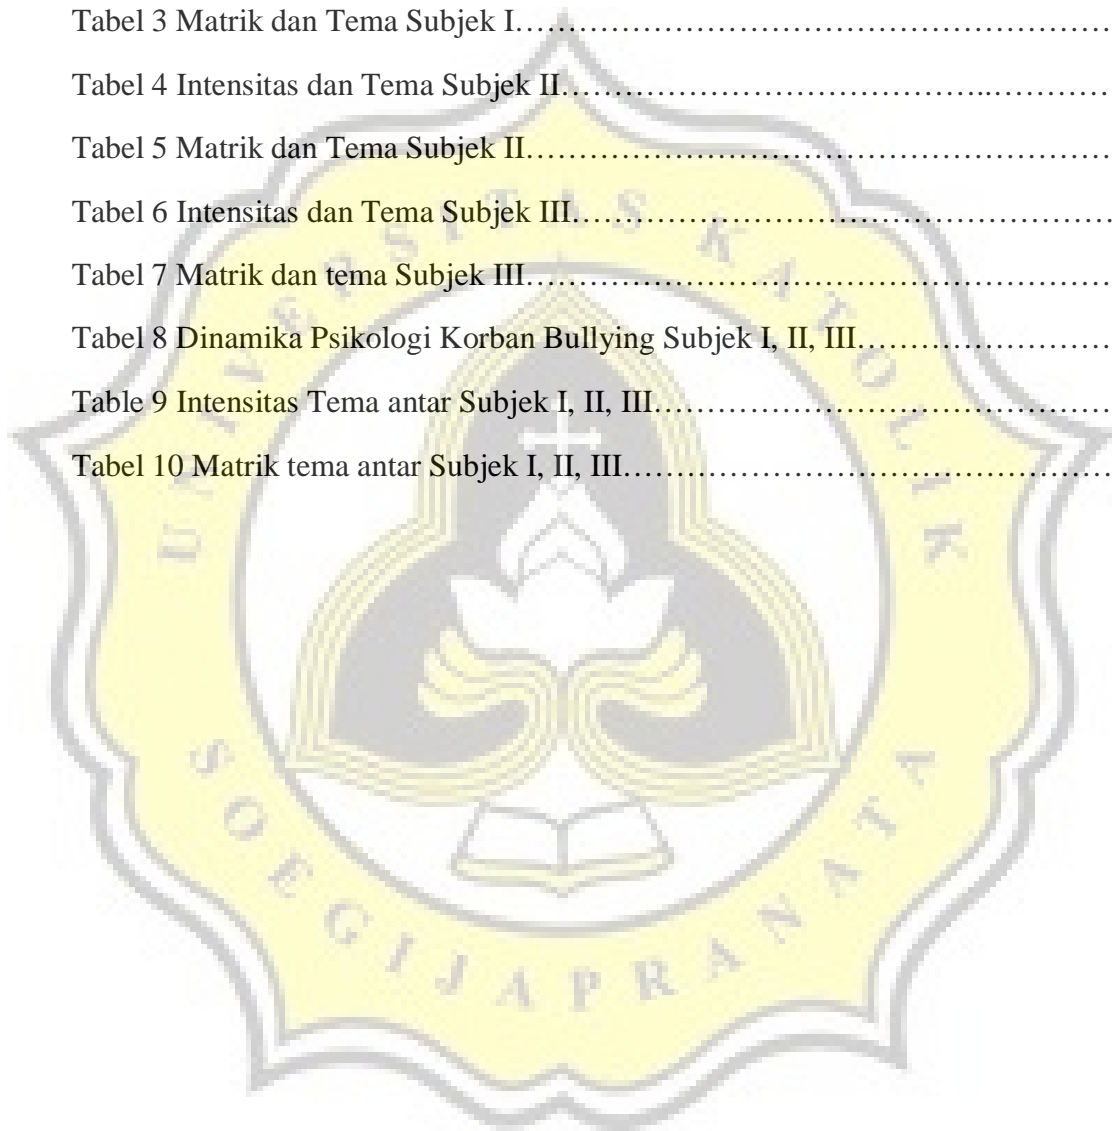 Tabel 3 Matrik dan Tema Subjek I…………………………………………………
Tabel 4 Intensitas dan Tema Subjek II……………………………………………
Tabel 5 Matrik dan Tema Subjek II………………………………………………
Tabel 6 Intensitas dan Tema Subjek III……………………………………………
Tabel 7 Matrik dan tema Subjek III………………………………………………
Tabel 8 Dinamika Psikologi Korban Bullying Subjek I, II, III……………………
Table 9 Intensitas Tema antar Subjek I, II, III……………………………………
Tabel 10 Matrik tema antar Subjek I, II, III………………………………………
UNIVERSITAS KATOLIK
SOEGIJAPRANATA